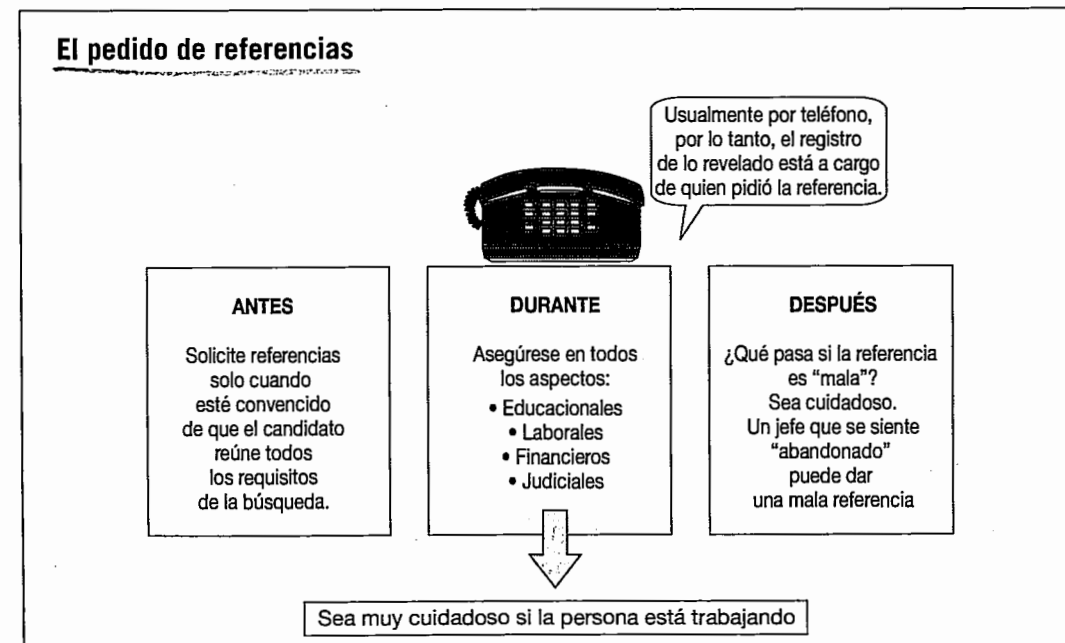 El pedido de referencias
Usualmente por teléfono,
por lo tanto, el registro
de lo revelado está a cargo
de quien pidió la referencia.
ANTES
Solicite referencias
solo cuando
esté convencido
de que el candidato
reúne todos
los requisitos
de la búsqueda.
DURANTE
Asegúrese en todos
los aspectos:
• Educacionales
• Laborales
• Financieros
• Judiciales
DESPUÉS
¿Qué pasa si la referencia
es “mala”?
Sea cuidadoso.
Un jefe que se siente
“abandonado”
puede dar
una mala referencia
Sea muy cuidadoso si la persona está trabajando